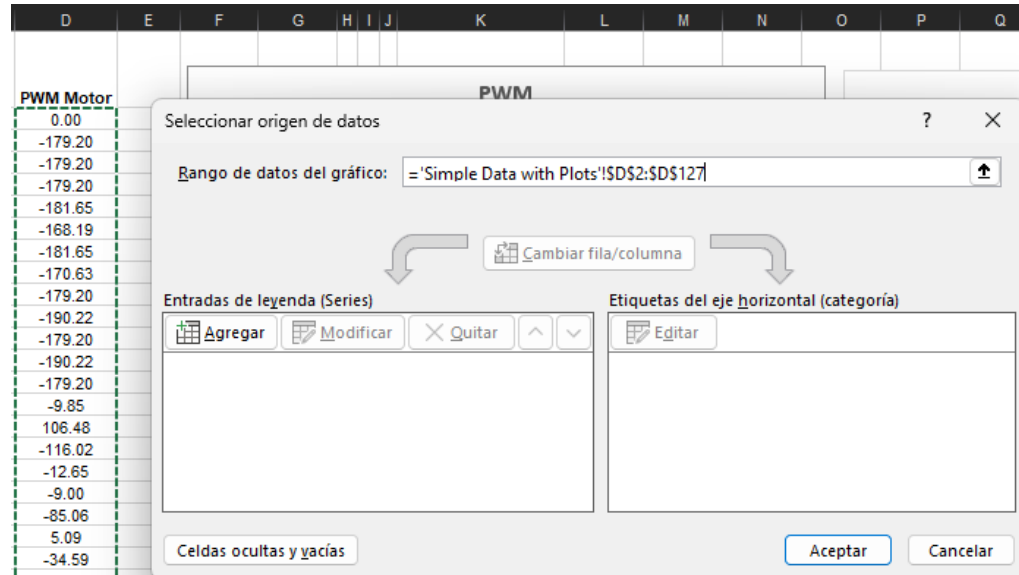 D E F G H I J K L M N O P Q
PWM Motor
PWM
0.00
-179.20
-179.20
-179.20
-181.65
-168.19
-181.65
-170.63
-179.20
-190.22
-179.20
-190.22
-179.20
-9.85
106.48
-116.02
-12.65
-9.00
-85.06
5.09
-34.59
Seleccionar origen de datos ? ×
Rango de datos del gráfico: ='Simple Data with Plots'!$D$2:$D$127
Cambiar fila/columna
Entradas de leyenda (Series)
Agregar Modificar Quitar
Etiquetas del eje horizontal (categoría)
Editar
Celdas ocultas y vacías
Aceptar Cancelar